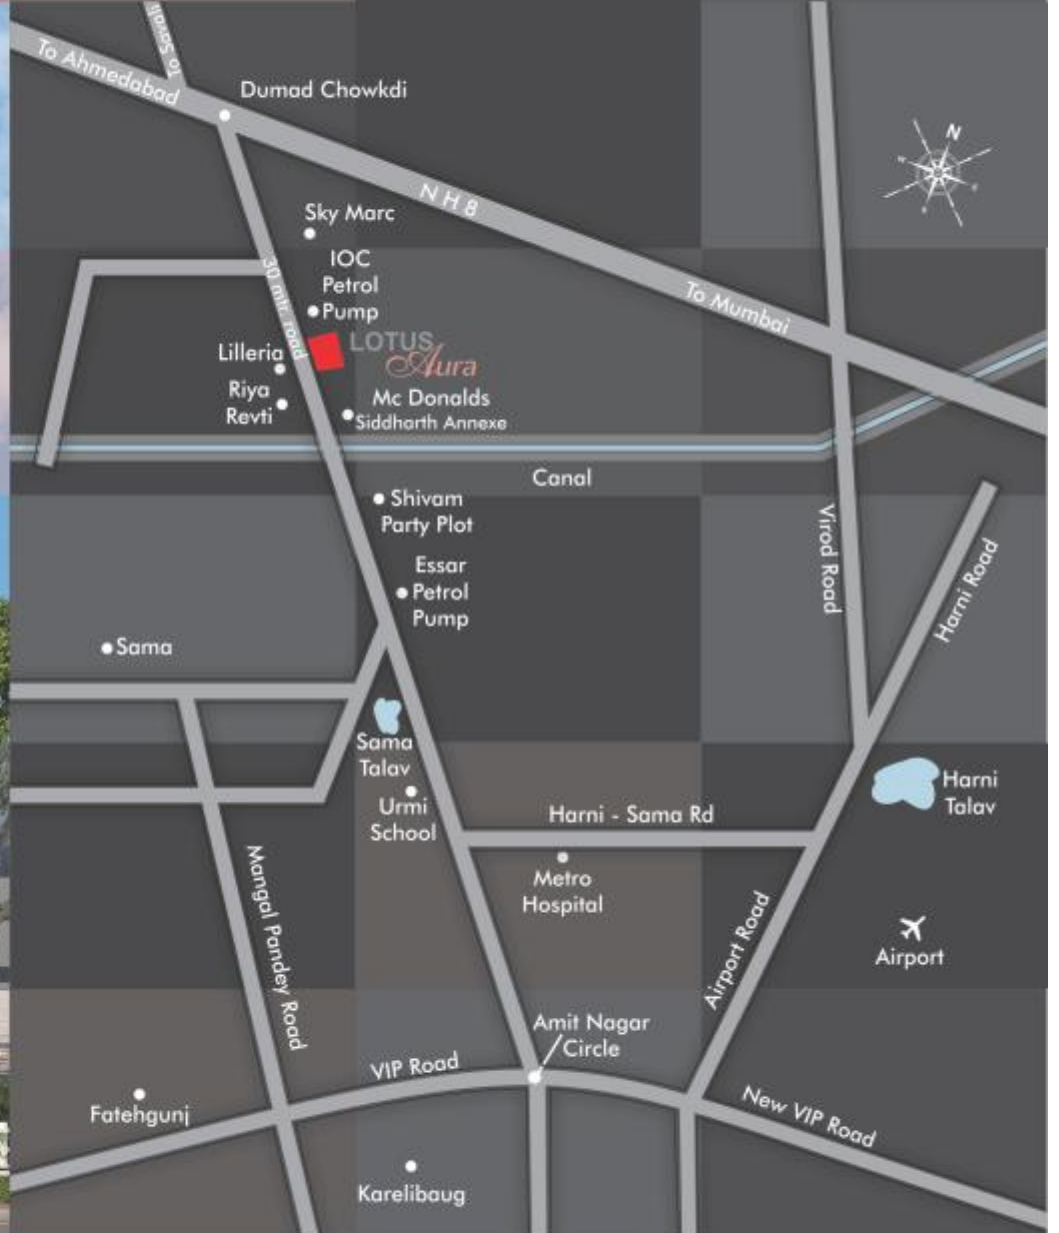 To Savali
To Ahmedabad
Dumad Chowkdi
N
N H 8
Sky Marc
IOC
Petrol
Pump
30 mtr. road
To Mumbai
LOTUS
Aura
Lilleria
Riya
Revti
Mc Donalds
Siddharth Annexe
Canal
Shivam
Party Plot
Virod Road
Harni Road
Essar
Petrol
Pump
Sama
Sama
Talav
Harni
Talav
Urmi
School
Harni - Sama Rd
Metro
Hospital
Mangal Pandey Road
Airport Road
Airport
Amit Nagar
Circle
VIP Road
New VIP Road
Fatehgunj
Karelibaug